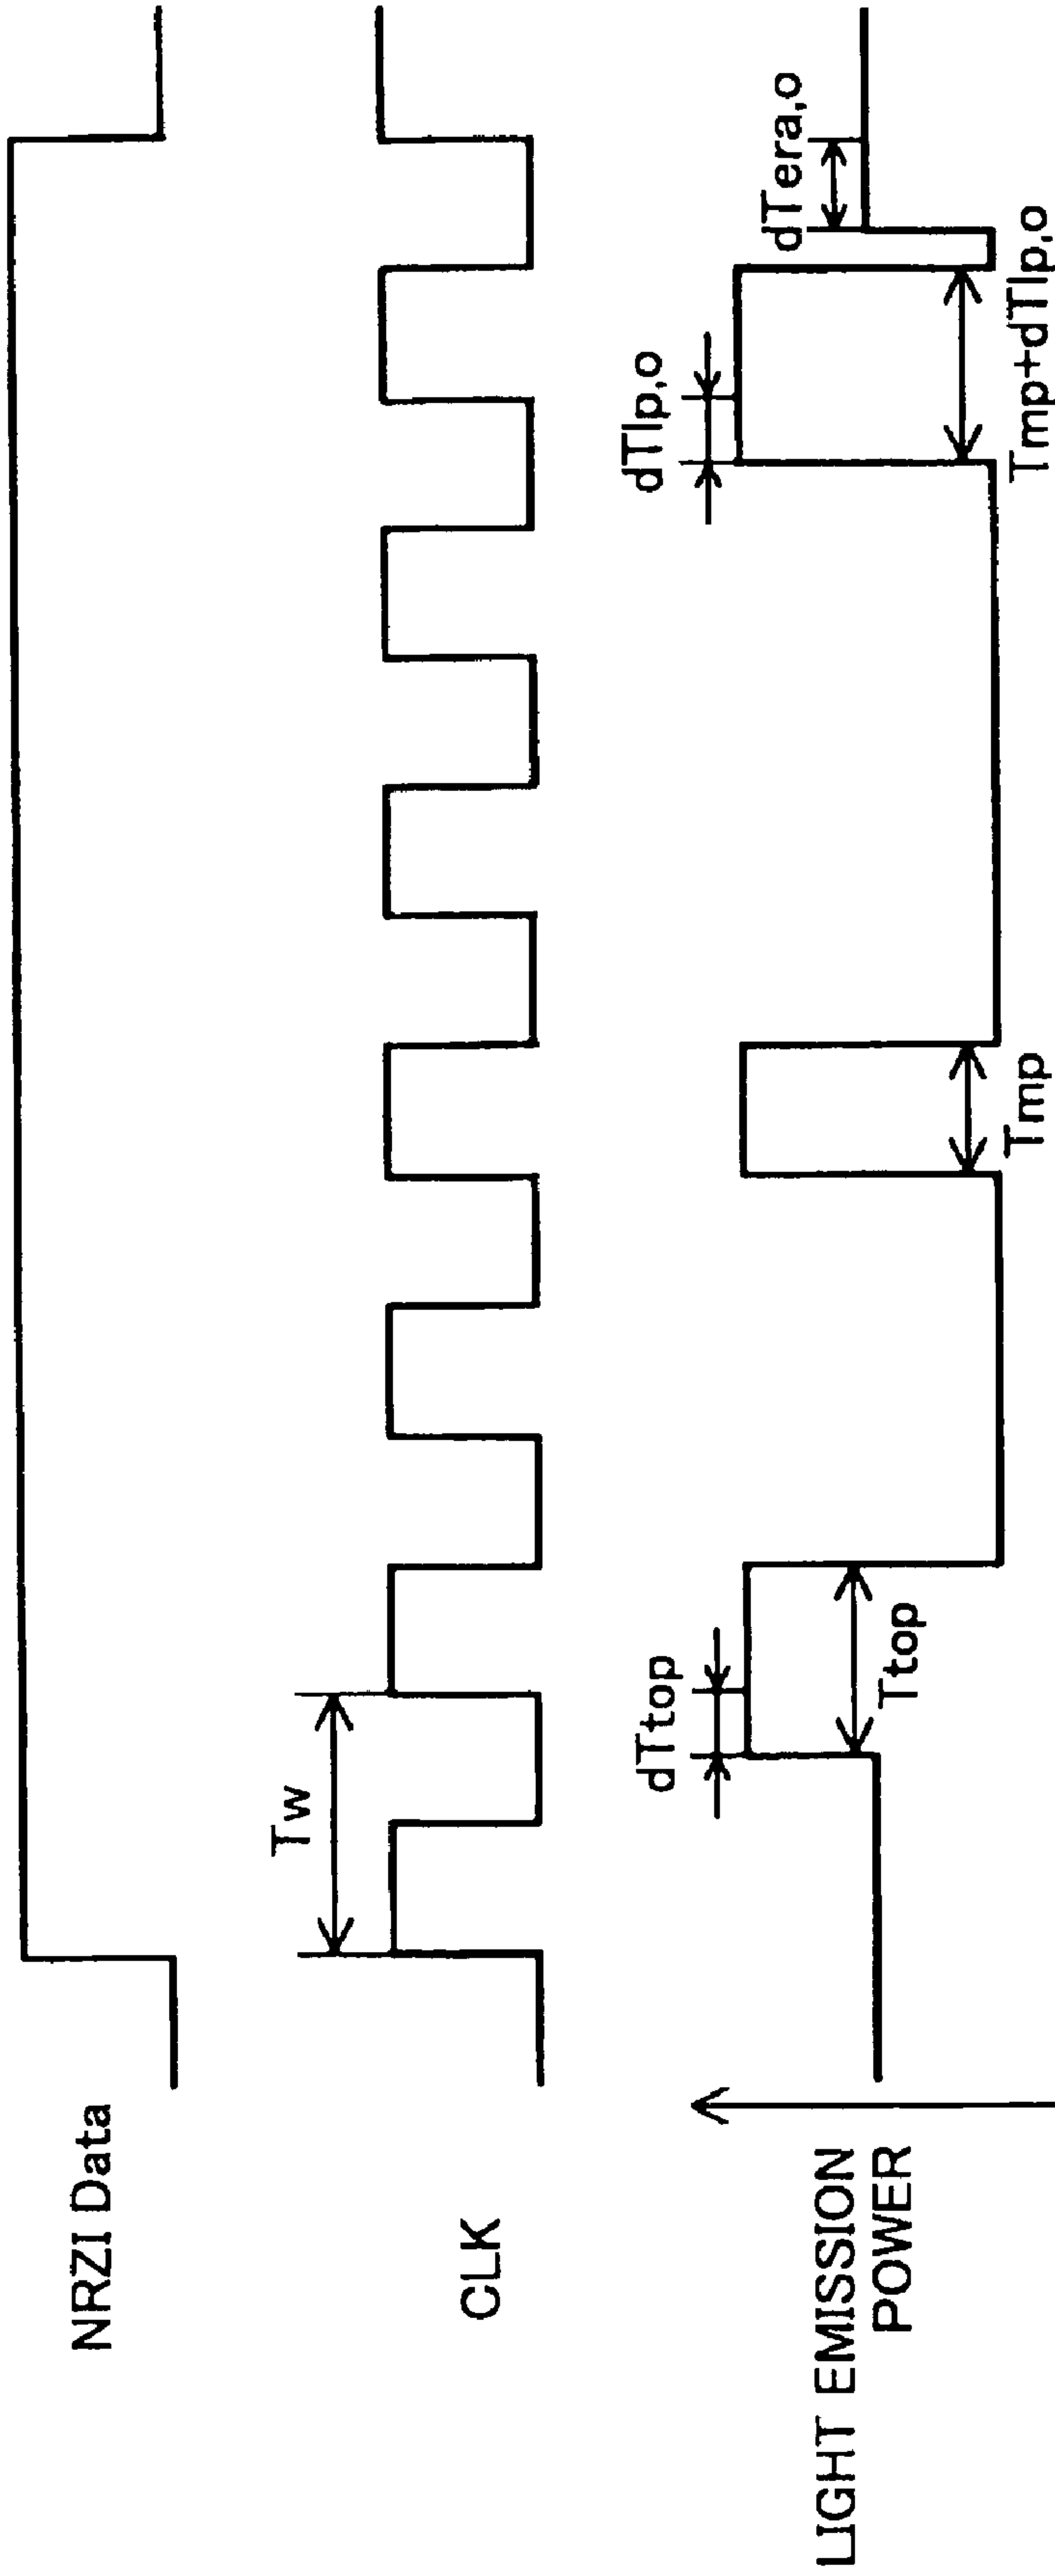 NRZI Data
CLK
Tw
LIGHT EMISSION
POWER
dTtop
Ttop
Tmp
dTlp,o
Tmp+dTlp,o
dTera,o